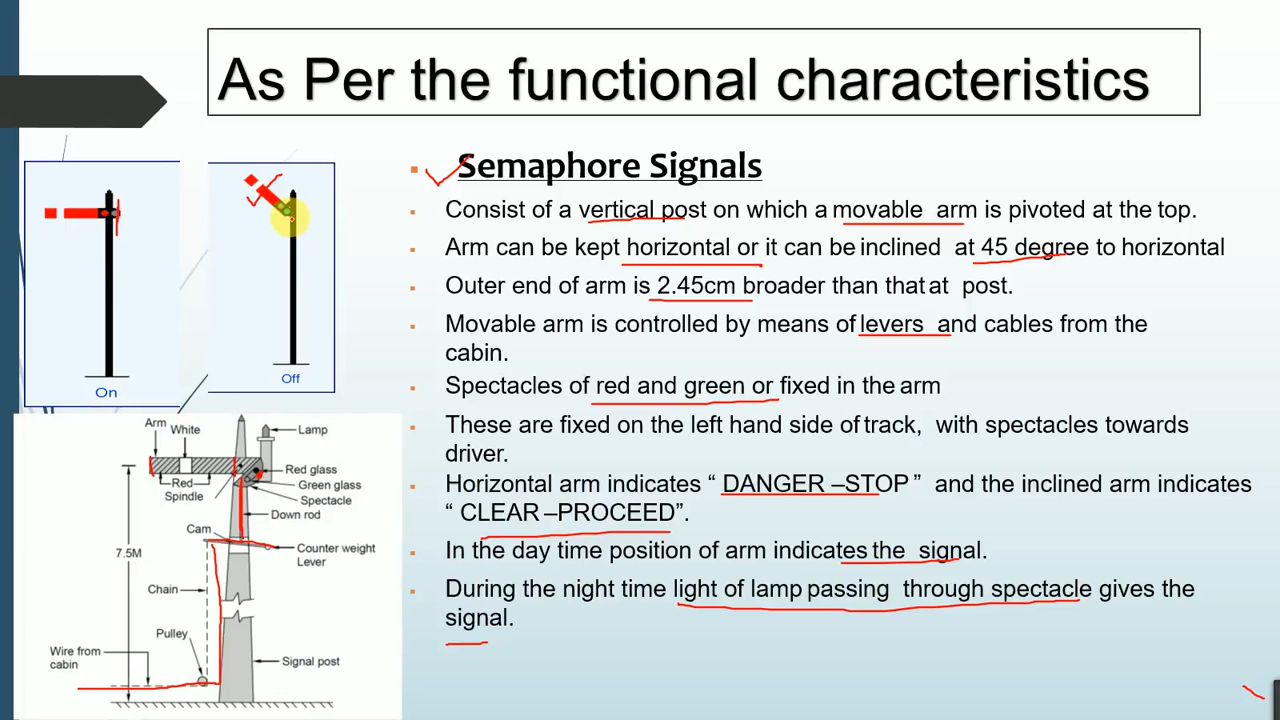 As Per the functional characteristics
On
Off
Semaphore Signals
Consist of a vertical post on which a movable arm is pivoted at the top.
Arm can be kept horizontal or it can be inclined at 45 degree to horizontal
Outer end of arm is 2.45cm broader than that at post.
Movable arm is controlled by means of levers and cables from the
cabin.
Spectacles of red and green or fixed in the arm
These are fixed on the left hand side of track, with spectacles towards
driver.
Horizontal arm indicates “ DANGER –STOP ” and the inclined arm indicates
“ CLEAR –PROCEED”.
In the day time position of arm indicates the signal.
During the night time light of lamp passing through spectacle gives the
signal.
Arm
White
Lamp
Red
Spindle
Red glass
Green glass
Spectacle
Down rod
Cam
Counter weight
Lever
7.5M
Chain
Pulley
Wire from
cabin
Signal post